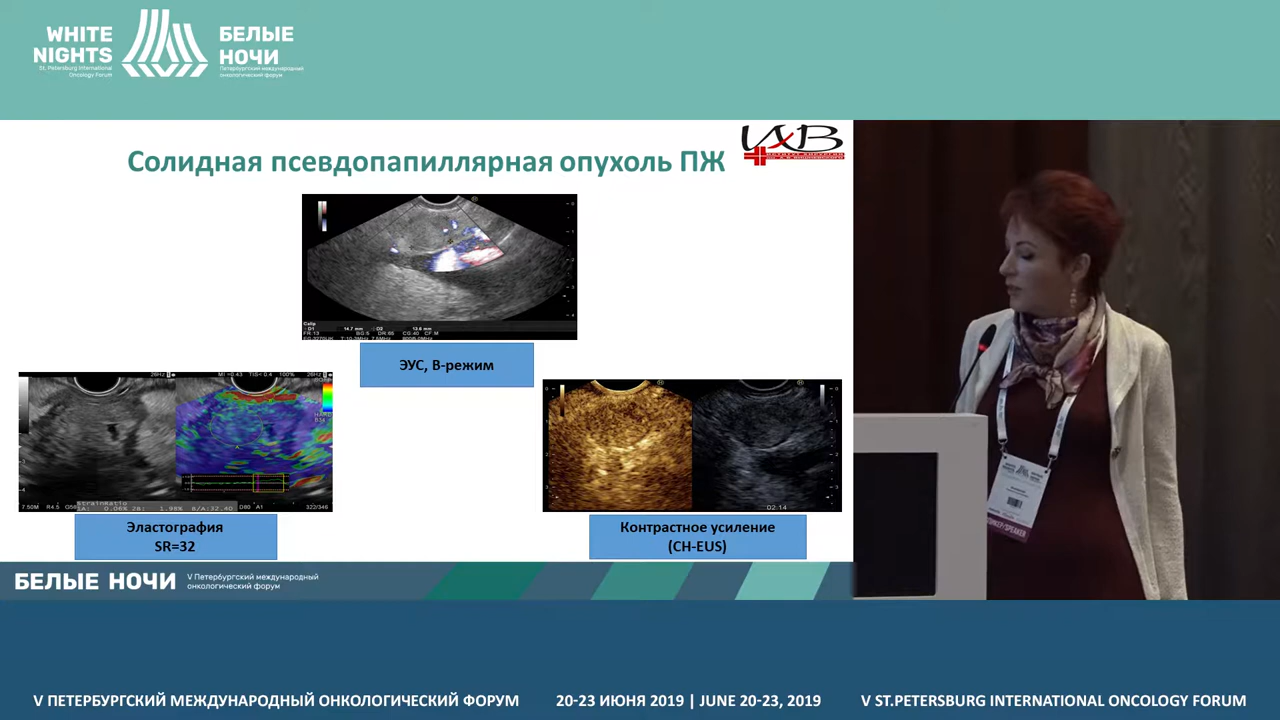 WHITE
NIGHTS
St. Petersburg International
Oncology Forum
БЕЛЫЕ
НОЧИ
Петербургский международный
онкологический форум
Солидная псевдопапиллярная опухоль ПЖ
ИхВ
ЭУС, В-режим
Эластография
SR=32
Контрастное усиление
(CH-EUS)
БЕЛЫЕ НОЧИ
V Петербургский международный
онкологический форум
V ПЕТЕРБУРГСКИЙ МЕЖДУНАРОДНЫЙ ОНКОЛОГИЧЕСКИЙ ФОРУМ
20-23 ИЮНЯ 2019 | JUNE 20-23, 2019
V ST.PETERSBURG INTERNATIONAL ONCOLOGY FORUM